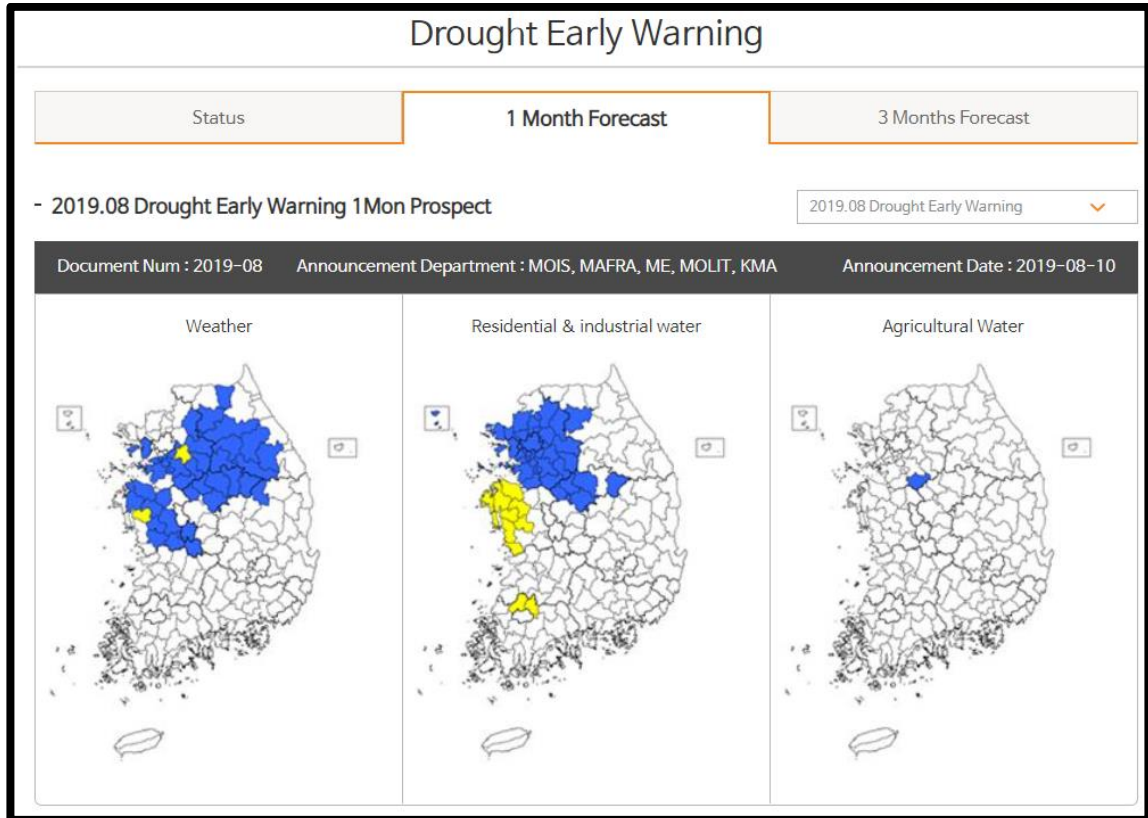 Drought Early Warning
Status
1 Month Forecast
3 Months Forecast
- 2019.08 Drought Early Warning 1Mon Prospect
2019.08 Drought Early Warning
Document Num : 2019-08 Announcement Department : MOIS, MAFRA, ME, MOLIT, KMA Announcement Date : 2019-08-10
Weather
Residential & industrial water
Agricultural Water